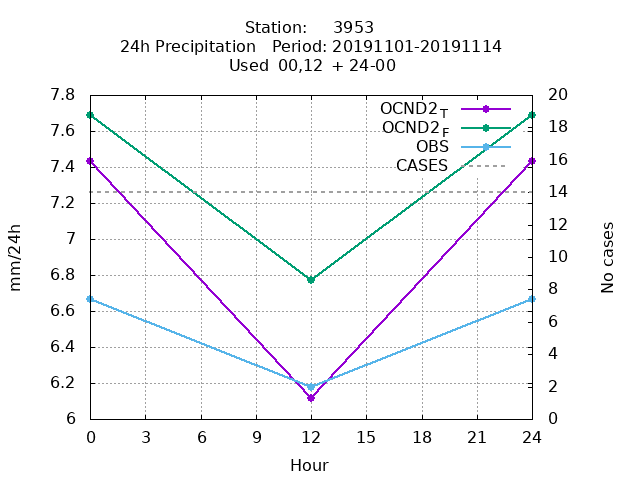 Station: 3953
24h Precipitation Period: 20191101-20191114
Used 00,12 + 24-00
7.8
7.6
7.4
7.2
7
6.8
6.6
6.4
6.2
6
20
18
16
14
12
10
8
6
4
2
0
OCND2T
OCND2F
OBS
CASES
mm/24h
No cases
0 3 6 9 12 15 18 21 24
Hour